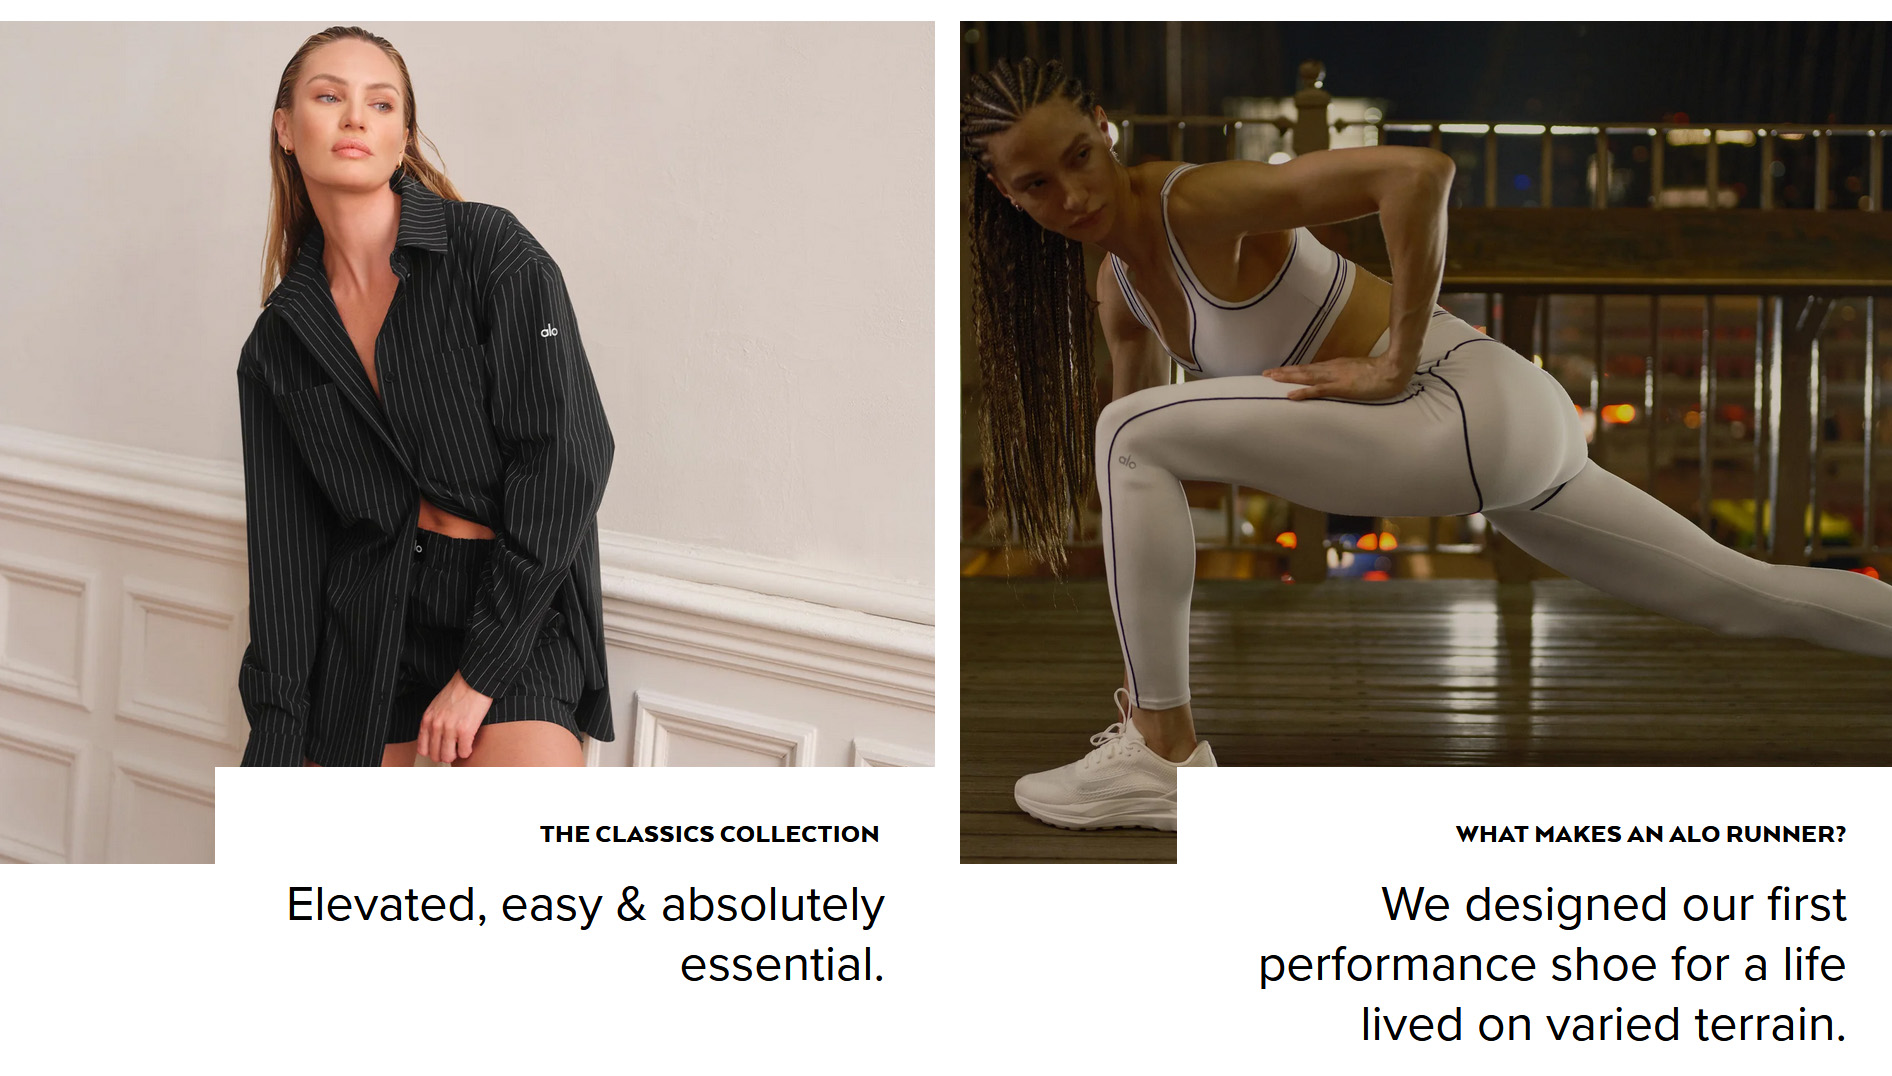 alo
lo
THE CLASSICS COLLECTION
Elevated, easy & absolutely
essential.
alo
WHAT MAKES AN ALO RUNNER?
We designed our first
performance shoe for a life
lived on varied terrain.